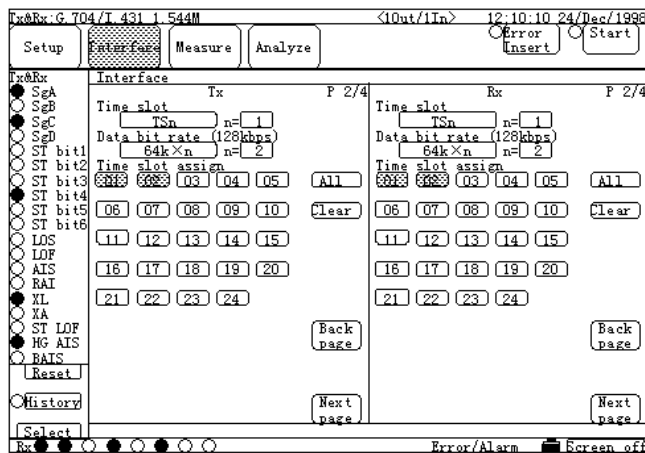 Tx&Rx:G.704/I.431 1.544M <1Out/1In> 12:10:10 24/Dec/1998
Setup Interface Measure Analyze Error Insert Start
Tx&Rx
SgA
SgB
SgC
SgD
ST bit1
ST bit2
ST bit3
ST bit4
ST bit5
ST bit6
LOS
LOF
AIS
RAI
XL
XA
ST LOF
HG AIS
BAIS
Reset
History
Select
Interface
Tx P 2/4
Time slot
TSn n= 1
Data bit rate (128kbps)
64k×n n= 2
Time slot assign
01 02 03 04 05 All
06 07 08 09 10 Clear
11 12 13 14 15
16 17 18 19 20
21 22 23 24
Back page
Next page
Rx P 2/4
Time slot
TSn n= 1
Data bit rate (128kbps)
64k×n n= 2
Time slot assign
01 02 03 04 05 All
06 07 08 09 10 Clear
11 12 13 14 15
16 17 18 19 20
21 22 23 24
Back page
Next page
Rx Error/Alarm Screen off